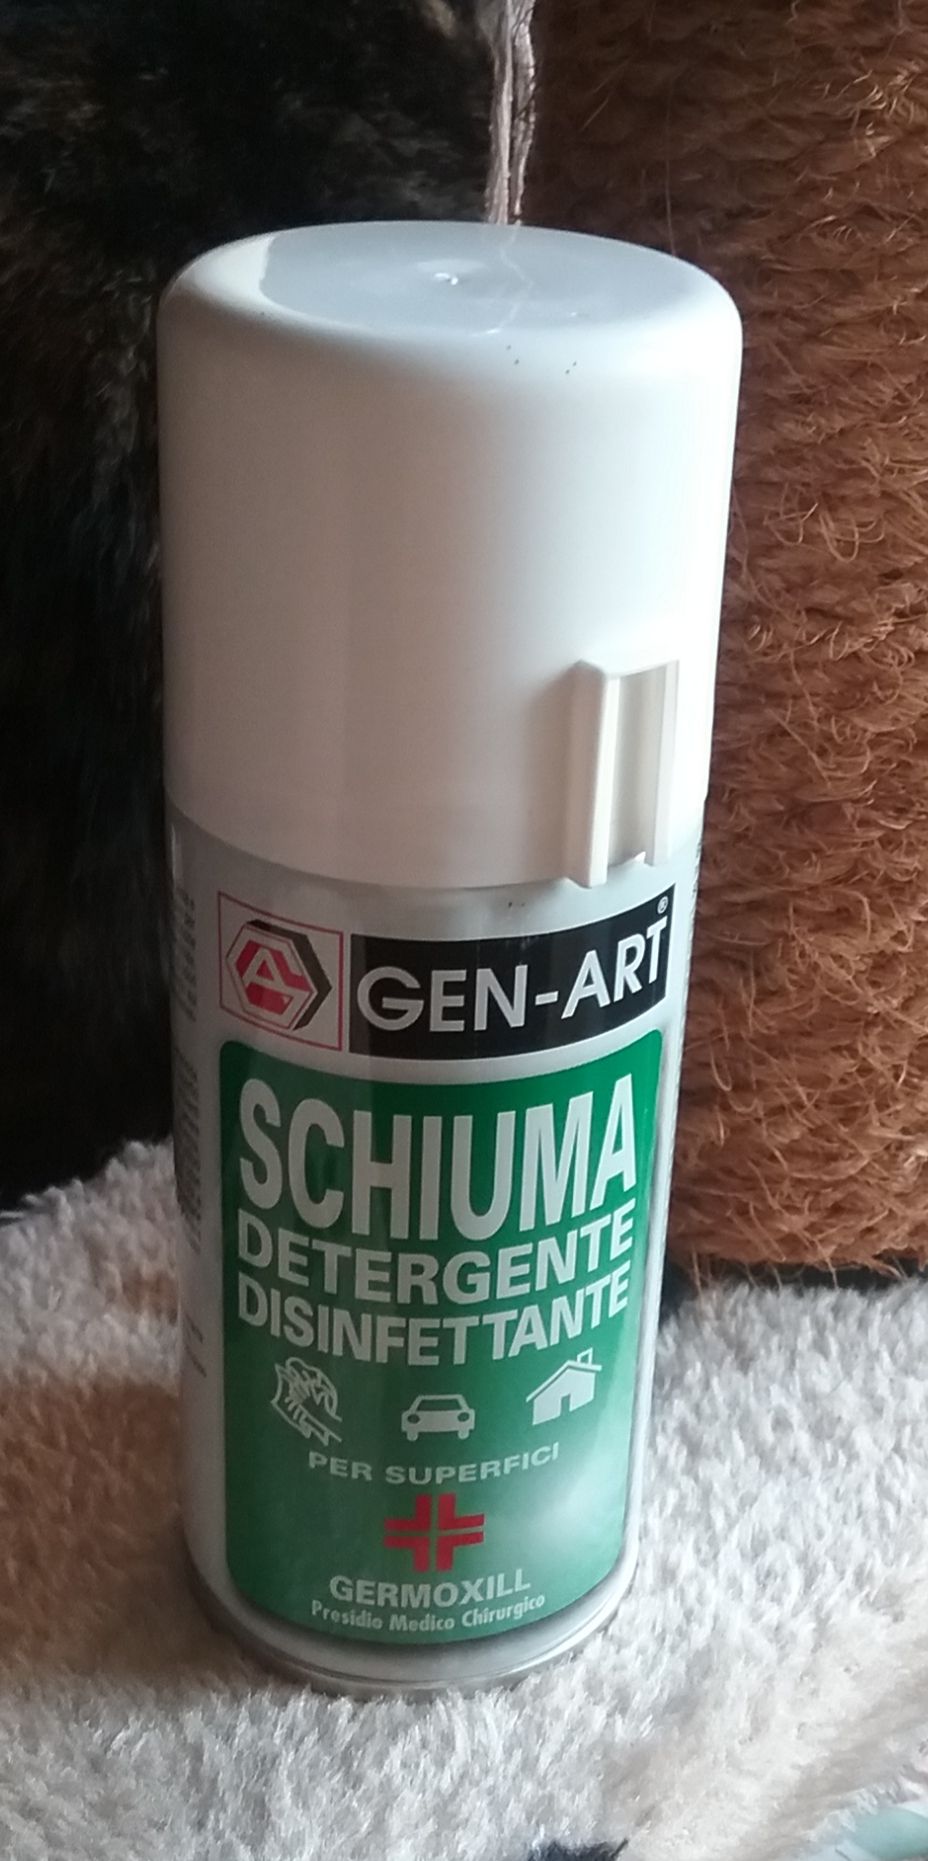 GEN-ART®
SCHIUMA
DETERGENTE
DISINFETTANTE
PER SUPERFICI
GERMOXILL
Presidio Medico Chirurgico